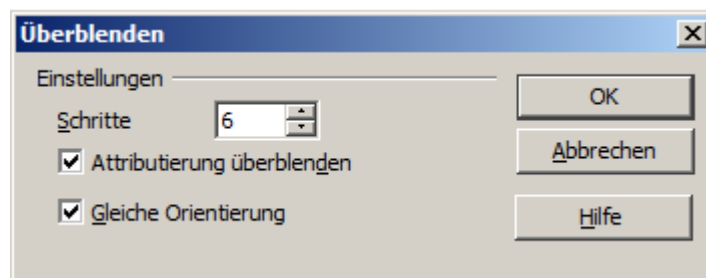 Überblenden
Einstellungen
Schritte 6
Attributierung überblenden
Gleiche Orientierung
OK
Abbrechen
Hilfe